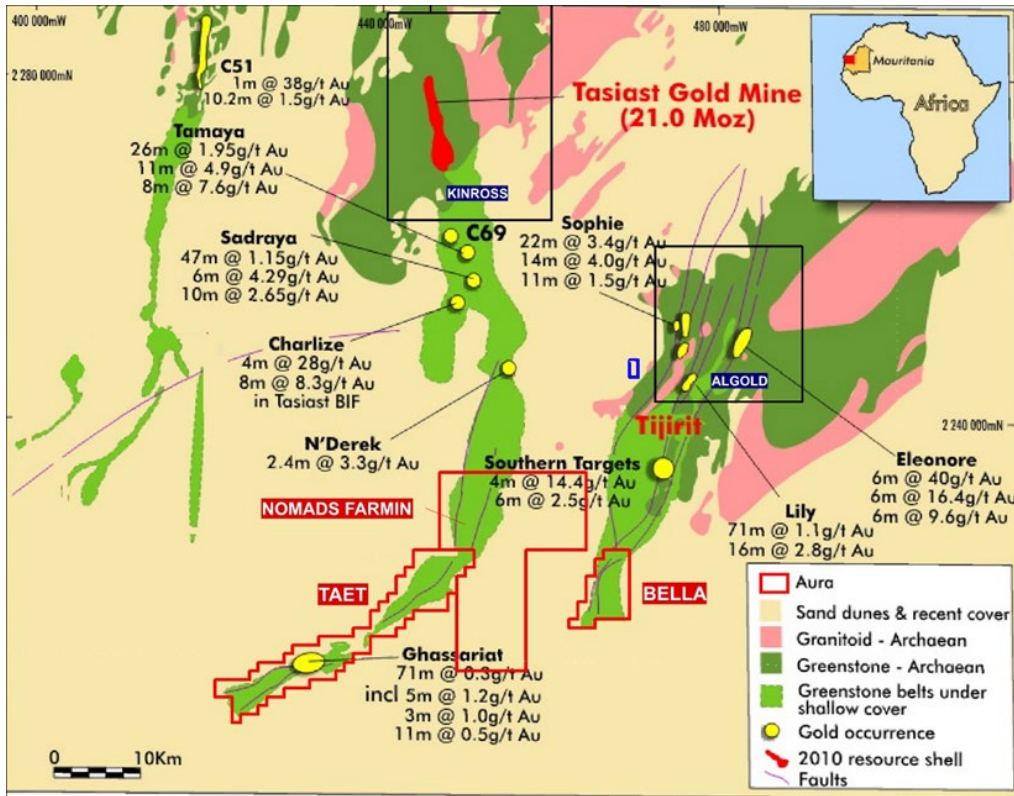 400 000mW
440 000mW
480 000mW
2 280 000mN
C51
1m @ 38g/t Au
10.2m @ 1.5g/t Au
Tamaya
26m @ 1.95g/t Au
11m @ 4.9g/t Au
8m @ 7.6g/t Au
Tasiast Gold Mine
(21.0 Moz)
KINROSS
Mauritania
Africa
C69
Sadraya
47m @ 1.15g/t Au
6m @ 4.29g/t Au
10m @ 2.65g/t Au
Sophie
22m @ 3.4g/t Au
14m @ 4.0g/t Au
11m @ 1.5g/t Au
Charlize
4m @ 28g/t Au
8m @ 8.3g/t Au
in Tasiast BIF
1
ALGOLD
Tijirit
2 240 000mN
N'Derek
2.4m @ 3.3g/t Au
Southern Targets
4m @ 14.4g/t Au
6m @ 2.5g/t Au
Eleonore
6m @ 40g/t Au
6m @ 16.4g/t Au
6m @ 9.6g/t Au
Lily
71m @ 1.1g/t Au
16m @ 2.8g/t Au
NOMADS FARMIN
TAET
BELLA
Ghassariat
71m @ 0.3g/t Au
incl 5m @ 1.2g/t Au
3m @ 1.0g/t Au
11m @ 0.5g/t Au
0 10Km
Aura
Sand dunes & recent cover
Granitoid - Archaean
Greenstone - Archaean
Greenstone belts under
shallow cover
Gold occurrence
2010 resource shell
Faults